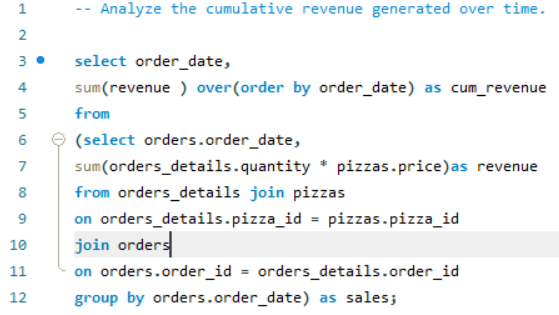 1 -- Analyze the cumulative revenue generated over time.
2
3 select order_date,
4 sum(revenue ) over(order by order_date) as cum_revenue
5 from
6 (select orders.order_date,
7 sum(orders_details.quantity * pizzas.price)as revenue
8 from orders_details join pizzas
9 on orders_details.pizza_id = pizzas.pizza_id
10 join orders
11 on orders.order_id = orders_details.order_id
12 group by orders.order_date) as sales;